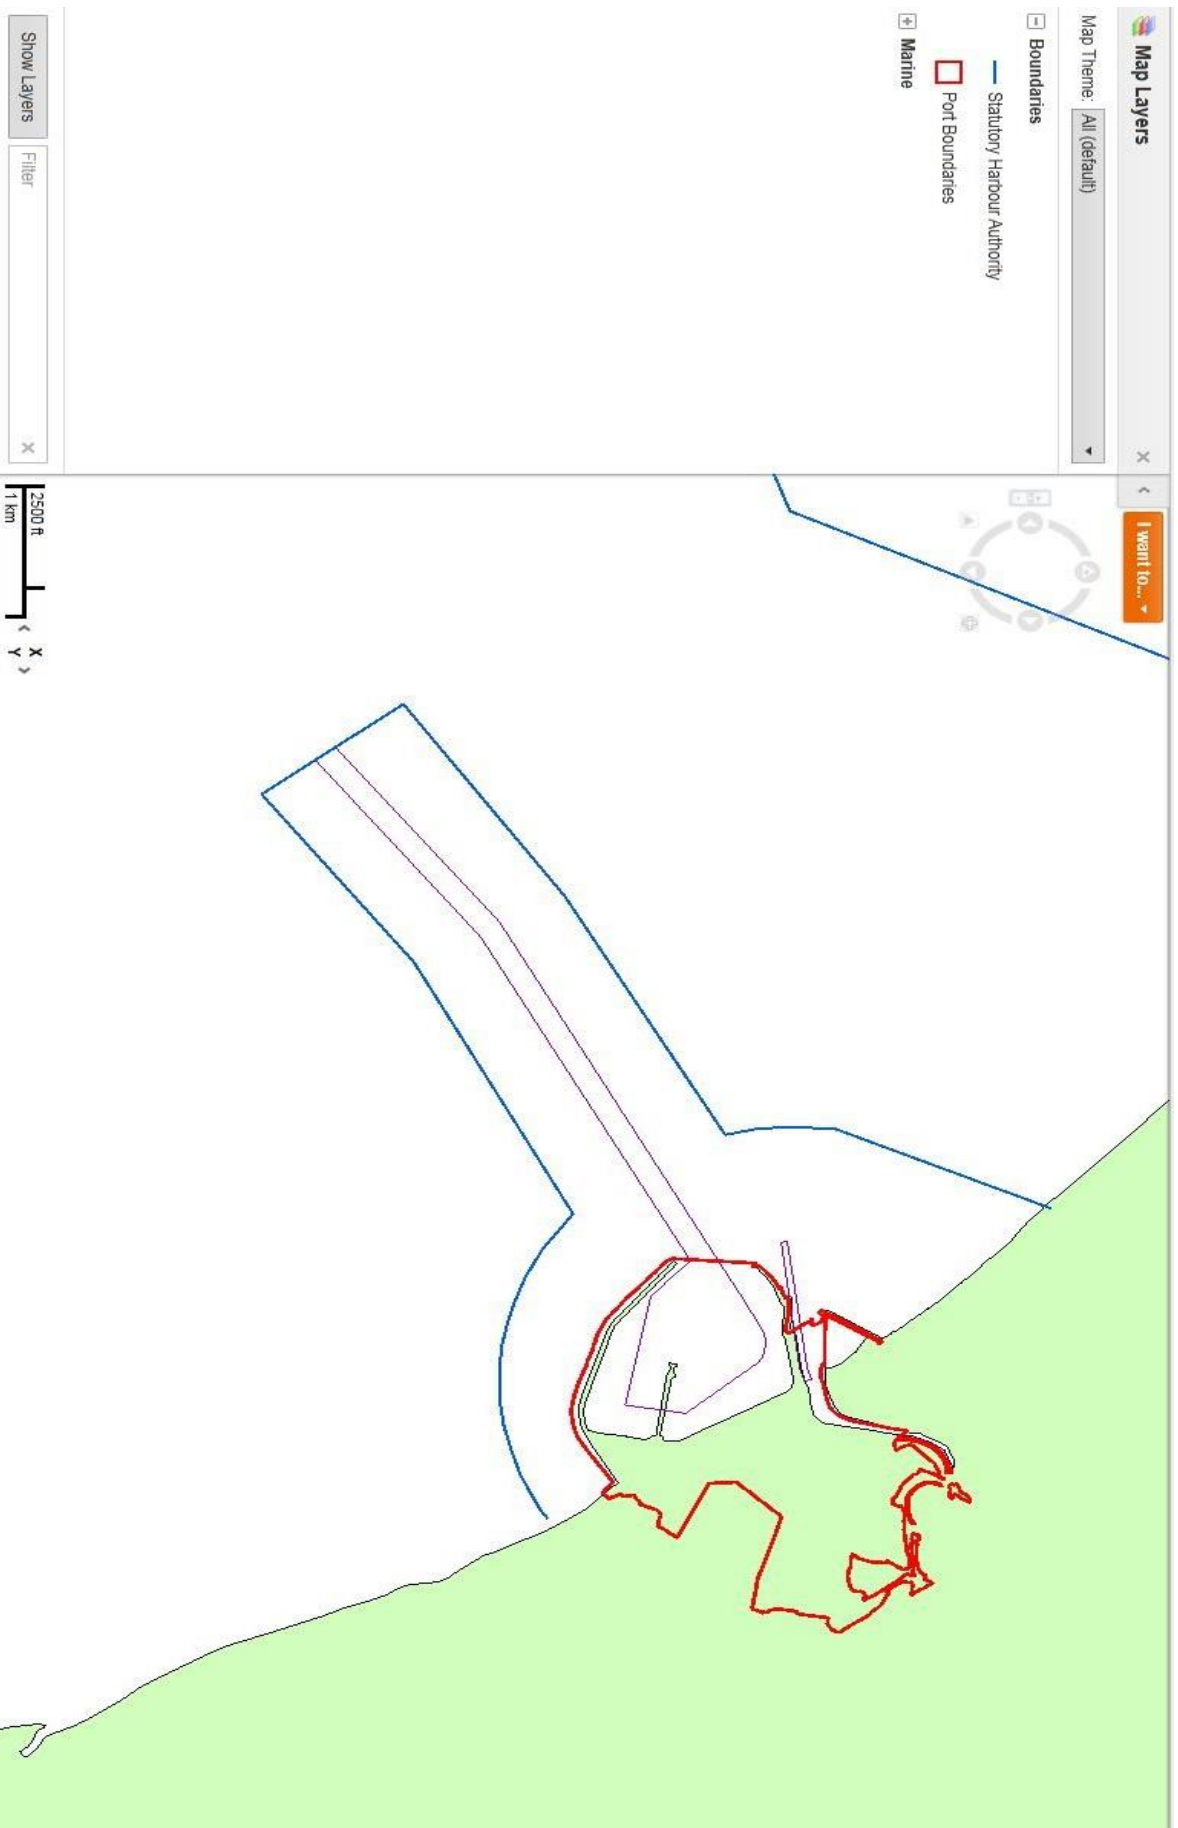 Map Layers
Map Theme: All (default)
Boundaries
Statutory Harbour Authority
Port Boundaries
Marine
Show Layers
Filter
I want to...
2500 ft
1 km
X
Y